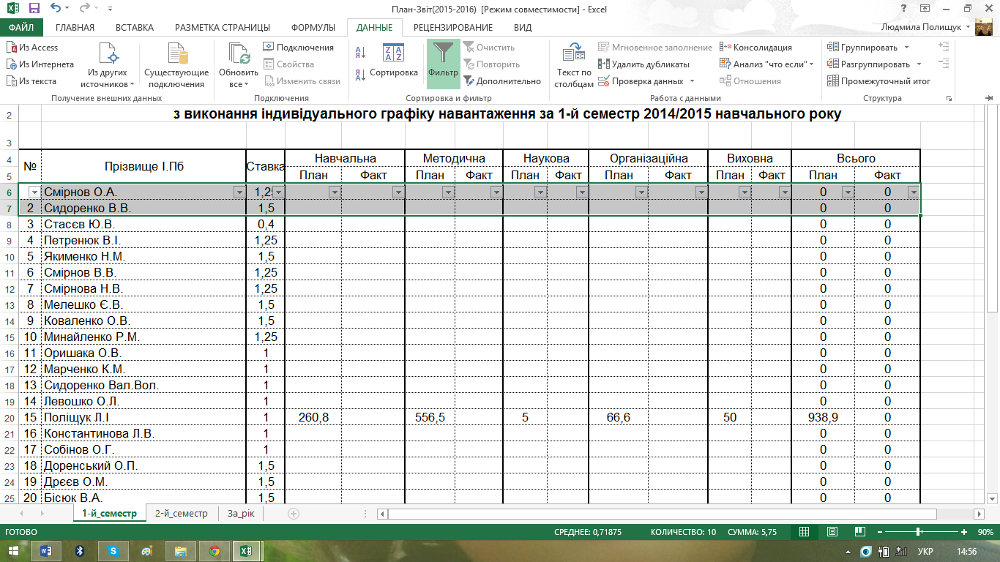 План-Звіт(2015-2016) [Режим совместимости] - Excel
ФАЙЛ ГЛАВНАЯ ВСТАВКА РАЗМЕТКА СТРАНИЦЫ ФОРМУЛЫ ДАННЫЕ РЕЦЕНЗИРОВАНИЕ ВИД Людмила Полищук
Из Access
Из Интернета
Из текста
Из других источников
Существующие подключения
Получение внешних данных
Обновить все
Подключения
Свойства
Изменить связи
Подключения
Сортировка
Фильтр
Очистить
Повторить
Дополнительно
Сортировка и фильтр
Текст по столбцам
Мгновенное заполнение
Удалить дубликаты
Проверка данных
Консолидация
Анализ "что если"
Отношения
Работа с данными
Группировать
Разгруппировать
Промежуточный итог
Структура
2 з виконання індивідуального графіку навантаження за 1-й семестр 2014/2015 навчального року
3
4 № Прізвище І.Пб Ставка Навчальна Методична Наукова Організаційна Виховна Всього
5 План Факт План Факт План Факт План Факт План Факт План Факт
6 Смірнов О.А. 1,25 0 0
7 2 Сидоренко В.В. 1,5 0 0
8 3 Стасєв Ю.В. 0,4 0 0
9 4 Петренюк В.І. 1,25 0 0
10 5 Якименко Н.М. 1,5 0 0
11 6 Смірнов В.В. 1,25 0 0
12 7 Смірнова Н.В. 1,25 0 0
13 8 Мелешко Є.В. 1,5 0 0
14 9 Коваленко О.В. 1,5 0 0
15 10 Минайленко Р.М. 1,25 0 0
16 11 Оришака О.В. 1 0 0
17 12 Марченко К.М. 1 0 0
18 13 Сидоренко Вал.Вол. 1 0 0
19 14 Левошко О.Л. 1 0 0
20 15 Поліщук Л.І 1 260,8 556,5 5 66,6 50 938,9 0
21 16 Константинова Л.В. 1 0 0
22 17 Собінов О.Г. 1 0 0
23 18 Доренський О.П. 1,5 0 0
24 19 Дрєєв О.М. 1,5 0 0
25 20 Бісюк В.А. 1,5 0 0
1-й_семестр 2-й_семестр За_рік
ГОТОВО СРЕДНЕЕ: 0,71875 КОЛИЧЕСТВО: 10 СУММА: 5,75 90%
УКР 14:56